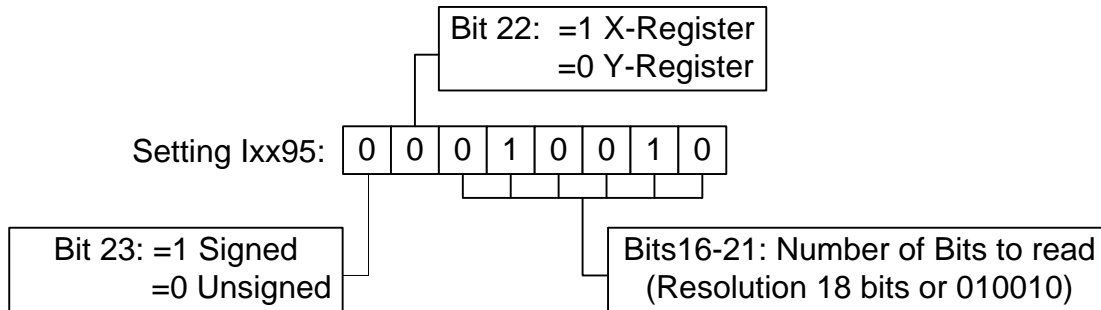 Bit 22: =1 X-Register
=0 Y-Register
Setting Ixx95: 0 0 0 1 0 0 1 0
Bit 23: =1 Signed
=0 Unsigned
Bits16-21: Number of Bits to read
(Resolution 18 bits or 010010)